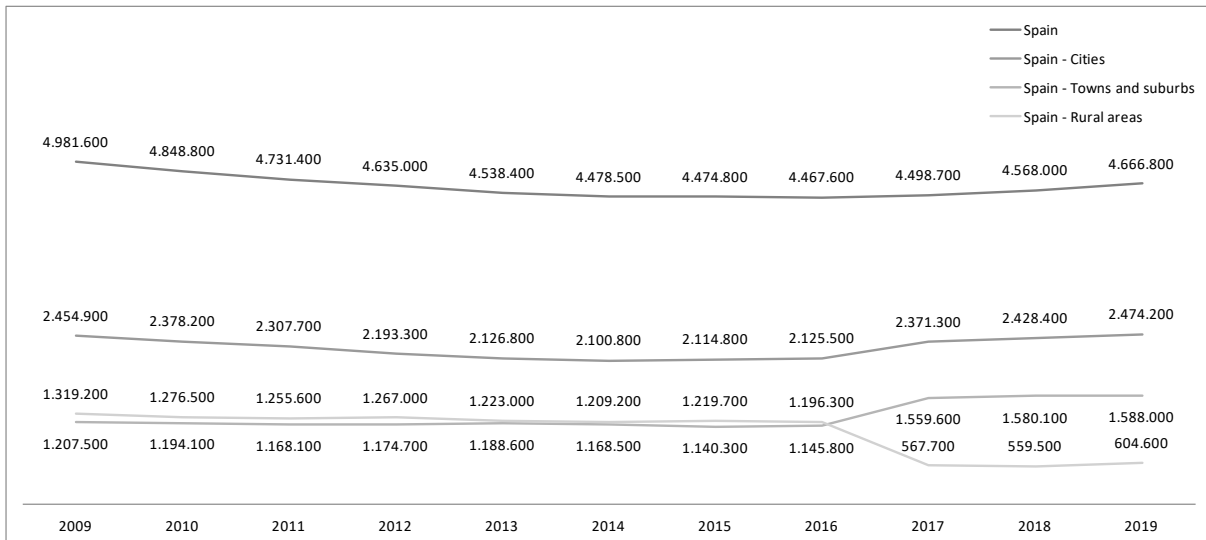 Spain
Spain - Cities
Spain - Towns and suburbs
Spain - Rural areas
4.981.600 4.848.800 4.731.400 4.635.000 4.538.400 4.478.500 4.474.800 4.467.600 4.498.700 4.568.000 4.666.800
2.454.900 2.378.200 2.307.700 2.193.300 2.126.800 2.100.800 2.114.800 2.125.500 2.371.300 2.428.400 2.474.200
1.319.200 1.276.500 1.255.600 1.267.000 1.223.000 1.209.200 1.219.700 1.196.300 1.559.600 1.580.100 1.588.000
1.207.500 1.194.100 1.168.100 1.174.700 1.188.600 1.168.500 1.140.300 1.145.800 567.700 559.500 604.600
2009 2010 2011 2012 2013 2014 2015 2016 2017 2018 2019